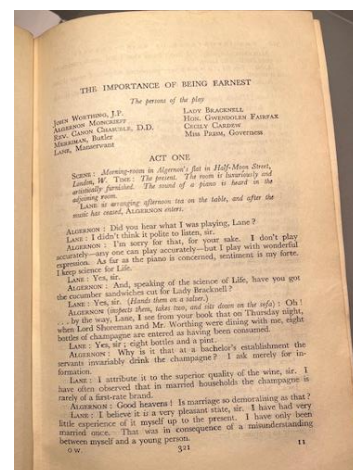 THE IMPORTANCE OF BEING EARNEST
The persons of the play
JOHN WORTHING, J.P.
ALGERNON MONCRIEFF
REV. CANON CHASUBLE, D.D.
MERRIMAN, Butler
LANE, Manservant
LADY BRACKNELL
HON. GWENDOLEN FAIRFAX
CECILY CARDEW
MISS PRISM, Governess
ACT ONE
SCENE : Morning-room in Algernon's flat in Half-Moon Street,
London, W. TIME : The present. The room is luxuriously and
artistically furnished. The sound of a piano is heard in the
adjoining room.
LANE is arranging afternoon tea on the table, and after the
music has ceased, ALGERNON enters.
ALGERNON : Did you hear what I was playing, Lane ?
LANE : I didn't think it polite to listen, sir.
ALGERNON : I'm sorry for that, for your sake. I don't play
accurately—any one can play accurately—but I play with wonderful
expression. As far as the piano is concerned, sentiment is my forte.
I keep science for Life.
LANE : Yes, sir.
ALGERNON : And, speaking of the science of Life, have you got
the cucumber sandwiches cut for Lady Bracknell ?
LANE : Yes, sir. (Hands them on a salver.)
ALGERNON (inspects them, takes two, and sits down on the sofa) : Oh !
. . . by the way, Lane, I see from your book that on Thursday night,
when Lord Shoreman and Mr. Worthing were dining with me, eight
bottles of champagne are entered as having been consumed.
LANE : Yes, sir ; eight bottles and a pint.
ALGERNON : Why is it that at a bachelor's establishment the
servants invariably drink the champagne ? I ask merely for in-
formation.
LANE : I attribute it to the superior quality of the wine, sir. I
have often observed that in married households the champagne is
rarely of a first-rate brand.
ALGERNON : Good heavens ! Is marriage so demoralising as that ?
LANE : I believe it is a very pleasant state, sir. I have had very
little experience of it myself up to the present. I have only been
married once. That was in consequence of a misunderstanding
between myself and a young person.
O W. 321 11